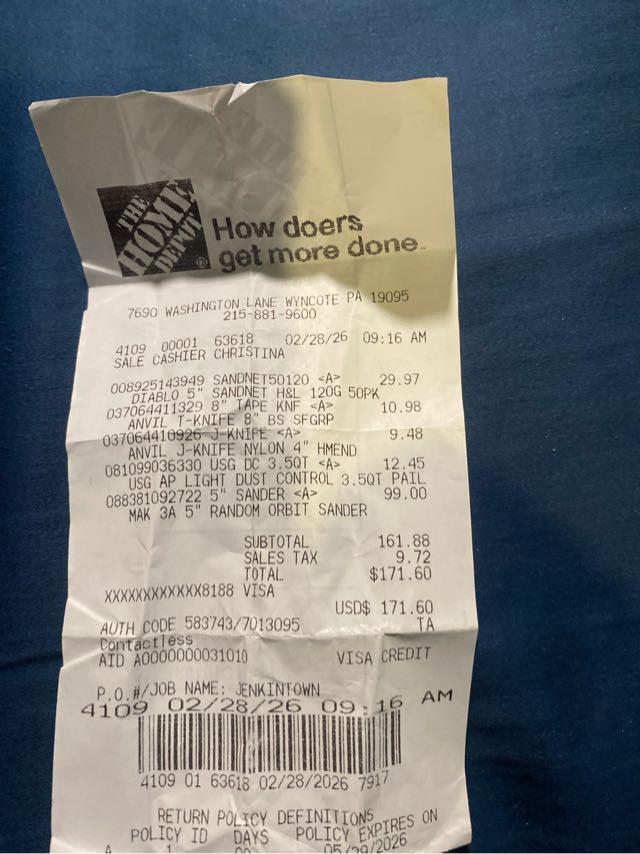 THE HOME DEPOT ®
How doers
get more done™
7690 WASHINGTON LANE WYNCOTE PA 19095
215-881-9600
4109 00001 63618 02/28/26 09:16 AM
SALE CASHIER CHRISTINA
008925143949 SANDNET50120 <A> 29.97
DIABLO 5" SANDNET H&L 120G 50PK
037064411329 8" TAPE KNF <A> 10.98
ANVIL T-KNIFE 8" BS SFGRP
037064410926 J-KNIFE <A> 9.48
ANVIL J-KNIFE NYLON 4" HMEND
081099036330 USG DC 3.5QT <A> 12.45
USG AP LIGHT DUST CONTROL 3.5QT PAIL
088381092722 5" SANDER <A> 99.00
MAK 3A 5" RANDOM ORBIT SANDER
SUBTOTAL 161.88
SALES TAX 9.72
TOTAL $171.60
XXXXXXXXXXXX8188 VISA
USD$ 171.60
AUTH CODE 583743/7013095 TA
Contactless
AID A0000000031010 VISA CREDIT
P.O.#/JOB NAME: JENKINTOWN
4109 02/28/26 09:16 AM
4109 01 63618 02/28/2026 7917
RETURN POLICY DEFINITIONS
POLICY ID DAYS POLICY EXPIRES ON
A 1 90 05/29/2026